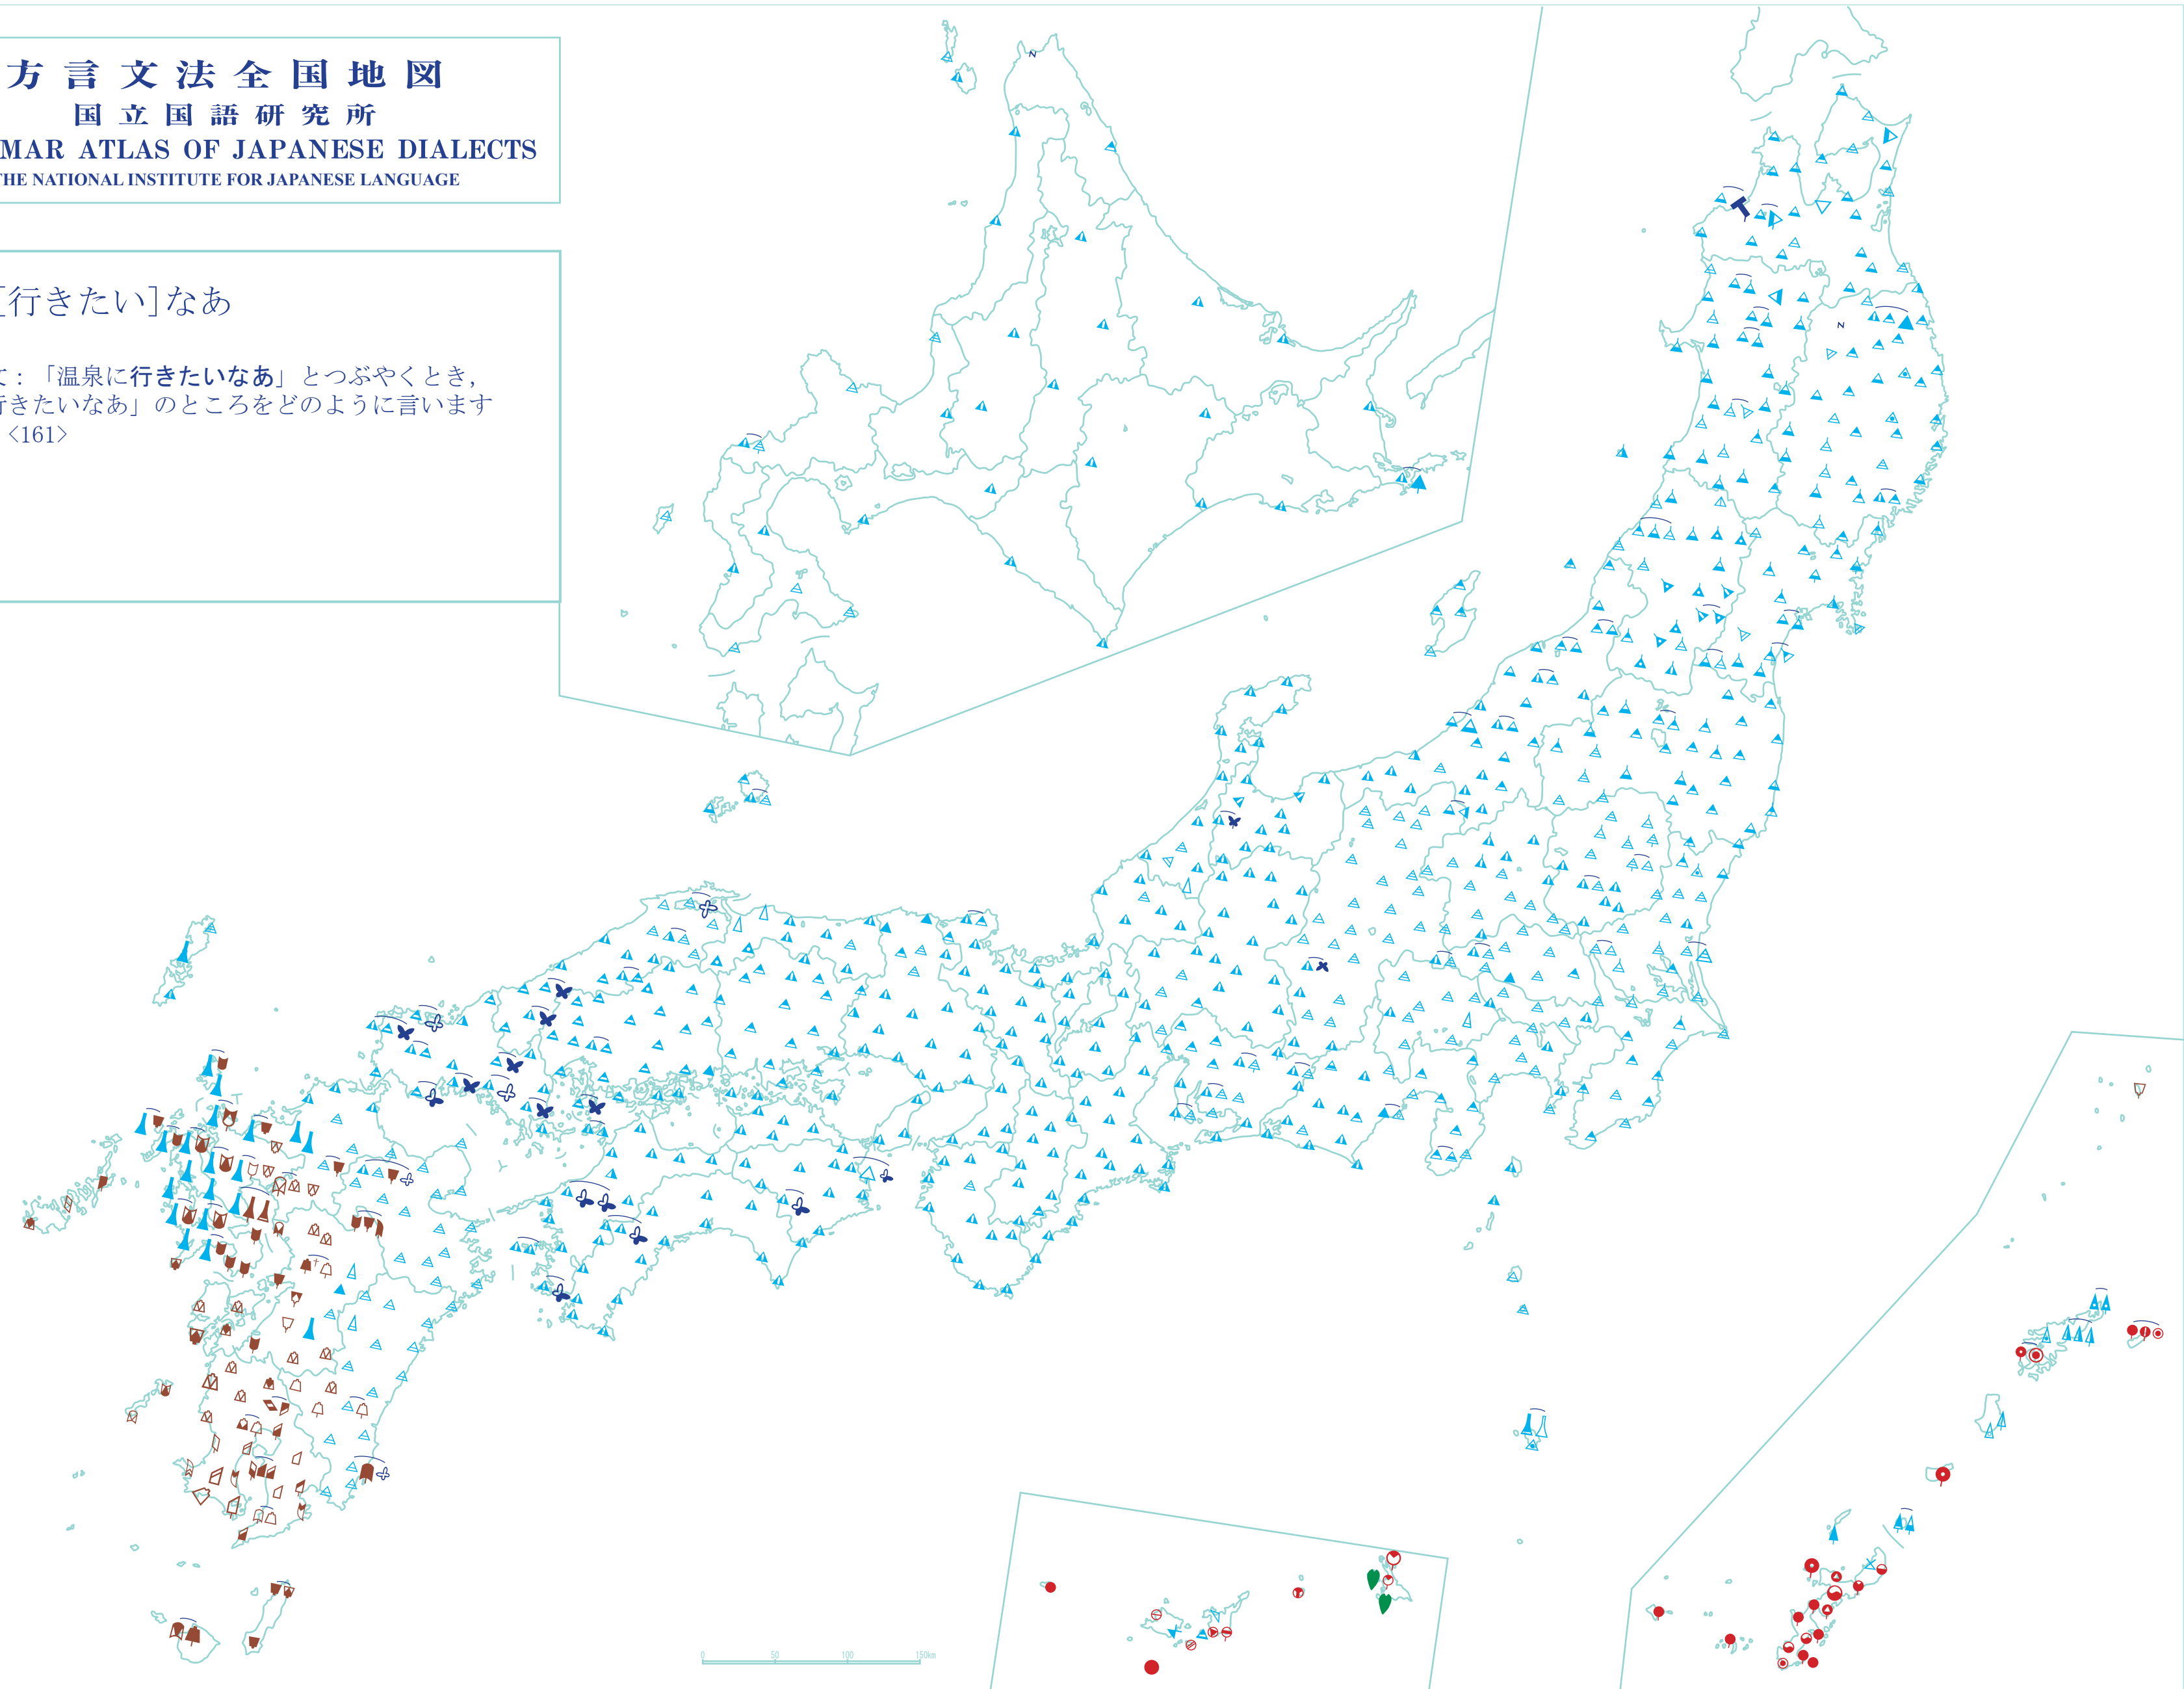 方言文法全国地図
国立国語研究所
MAR ATLAS OF JAPANESE DIALECTS
THE NATIONAL INSTITUTE FOR JAPANESE LANGUAGE
[行きたい]なあ
：「温泉に行きたいなあ」とつぶやくとき，
行きたいなあ」のところをどのように言います
<161>
N
N
0 50 100 150km